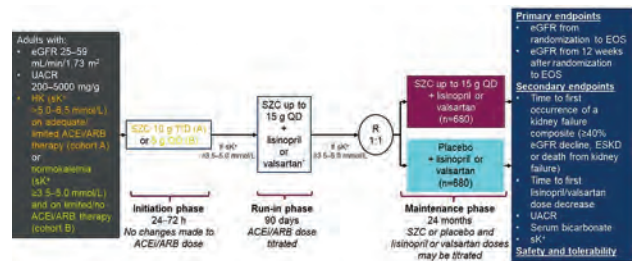 Adults with:
• eGFR 25–59
mL/min/1.73 m²
• UACR
200–5000 mg/g
• HK (sK⁺
>5.0–6.5 mmol/L)
on adequate/
limited ACEi/ARB
therapy (cohort A)
or
normokalemia
(sK⁺
≥3.5–5.0 mmol/L)
and on limited/no
ACEi/ARB therapy
(cohort B)
SZC 10 g TID (A)
or 5 g QD (B)
Initiation phase
24–72 h
No changes made to
ACEi/ARB dose
If sK⁺
≥3.5–5.0 mmol/L
SZC up to
15 g QD
+
lisinopril
or
valsartan
Run-in phase
90 days
ACEi/ARB dose
titrated
If sK⁺
≥3.5–5.0 mmol/L
R
1:1
SZC up to 15 g QD
+ lisinopril or
valsartan
(n=680)
Placebo
+ lisinopril or
valsartan
(n=680)
Maintenance phase
24 months
SZC or placebo and
lisinopril or valsartan doses
may be titrated
Primary endpoints
• eGFR from
randomization to EOS
• eGFR from 12 weeks
after randomization
to EOS
Secondary endpoints
• Time to first
occurrence of a
kidney failure
composite (≥40%
eGFR decline, ESKD
or death from kidney
failure)
• Time to first
lisinopril/valsartan
dose decrease
• UACR
• Serum bicarbonate
• sK⁺
Safety and tolerability